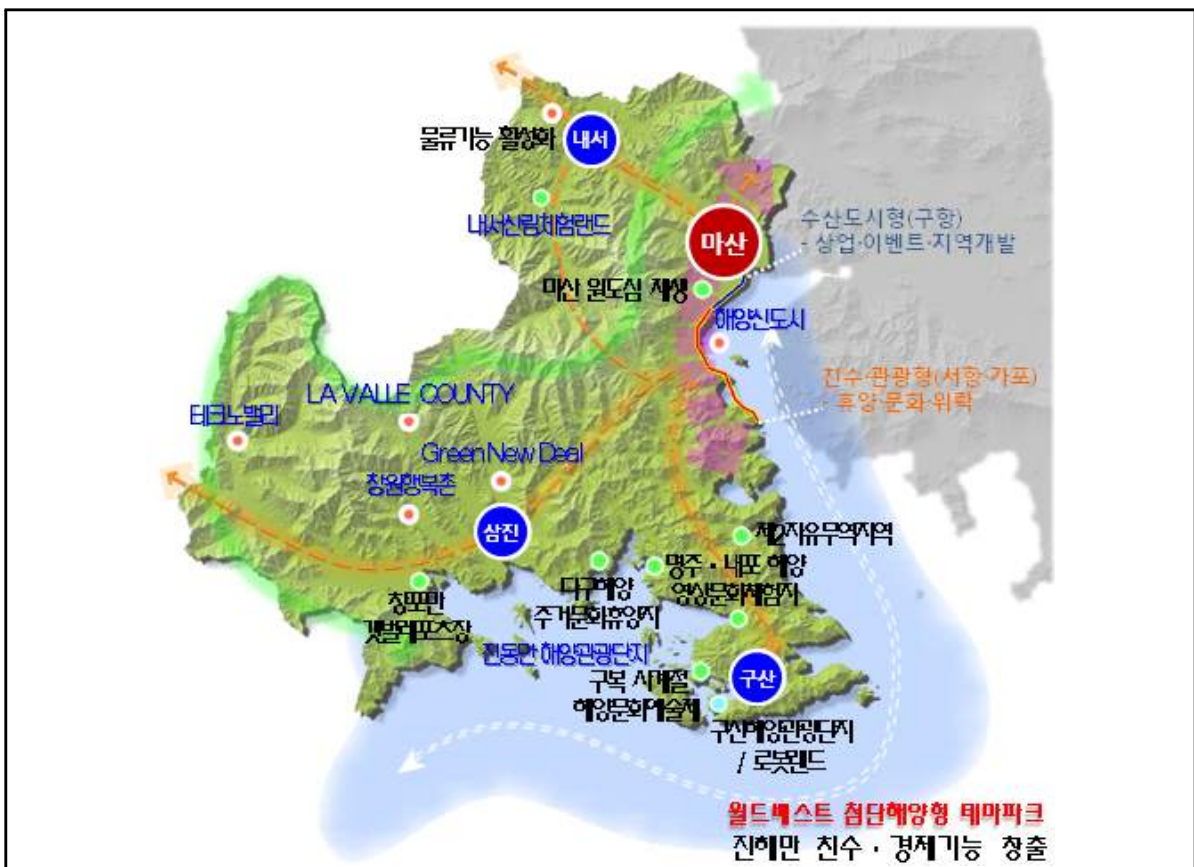 내서
물류기능 활성화
내서산림체험랜드
마산
수산도시형(구항)
- 상업·이벤트·지역개발
마산 원도심 재생
해양신도시
친수·관광형(서항·가포)
- 휴양·문화·위락
LA VALLE COUNTY
테크노밸리
Green New Deal
창원행복촌
삼진
제2자유무역지역
명주·내포 해양
영상문화체험지
다구해양
주거문화휴양지
창포만
갯벌레포츠장
진동만 해양관광단지
구복 사계절
해양문화예술제
구산
구산해양관광단지
/ 로봇랜드
월드베스트 첨단해양형 테마파크
진해만 친수·경제기능 창출